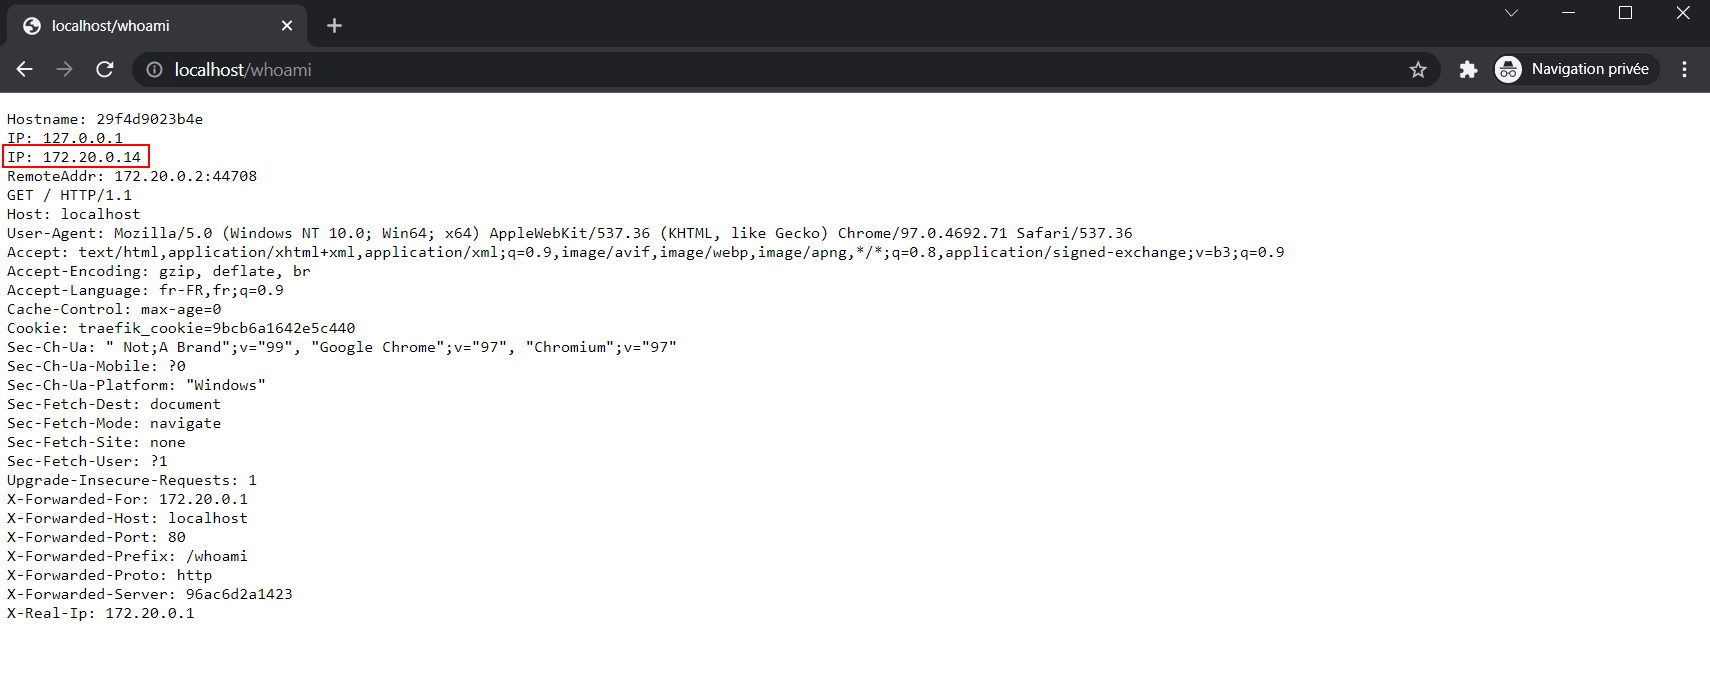 localhost/whoami
localhost/whoami
Navigation privée
Hostname: 29f4d9023b4e
IP: 127.0.0.1
IP: 172.20.0.14
RemoteAddr: 172.20.0.2:44708
GET / HTTP/1.1
Host: localhost
User-Agent: Mozilla/5.0 (Windows NT 10.0; Win64; x64) AppleWebKit/537.36 (KHTML, like Gecko) Chrome/97.0.4692.71 Safari/537.36
Accept: text/html,application/xhtml+xml,application/xml;q=0.9,image/avif,image/webp,image/apng,*/*;q=0.8,application/signed-exchange;v=b3;q=0.9
Accept-Encoding: gzip, deflate, br
Accept-Language: fr-FR,fr;q=0.9
Cache-Control: max-age=0
Cookie: traefik_cookie=9bcb6a1642e5c440
Sec-Ch-Ua: " Not;A Brand";v="99", "Google Chrome";v="97", "Chromium";v="97"
Sec-Ch-Ua-Mobile: ?0
Sec-Ch-Ua-Platform: "Windows"
Sec-Fetch-Dest: document
Sec-Fetch-Mode: navigate
Sec-Fetch-Site: none
Sec-Fetch-User: ?1
Upgrade-Insecure-Requests: 1
X-Forwarded-For: 172.20.0.1
X-Forwarded-Host: localhost
X-Forwarded-Port: 80
X-Forwarded-Prefix: /whoami
X-Forwarded-Proto: http
X-Forwarded-Server: 96ac6d2a1423
X-Real-Ip: 172.20.0.1